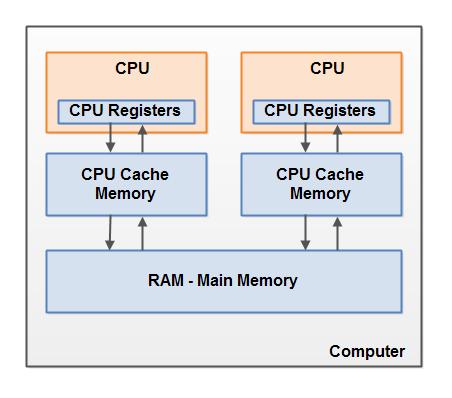 CPU
CPU
CPU Registers
CPU Registers
CPU Cache
Memory
CPU Cache
Memory
RAM - Main Memory
Computer